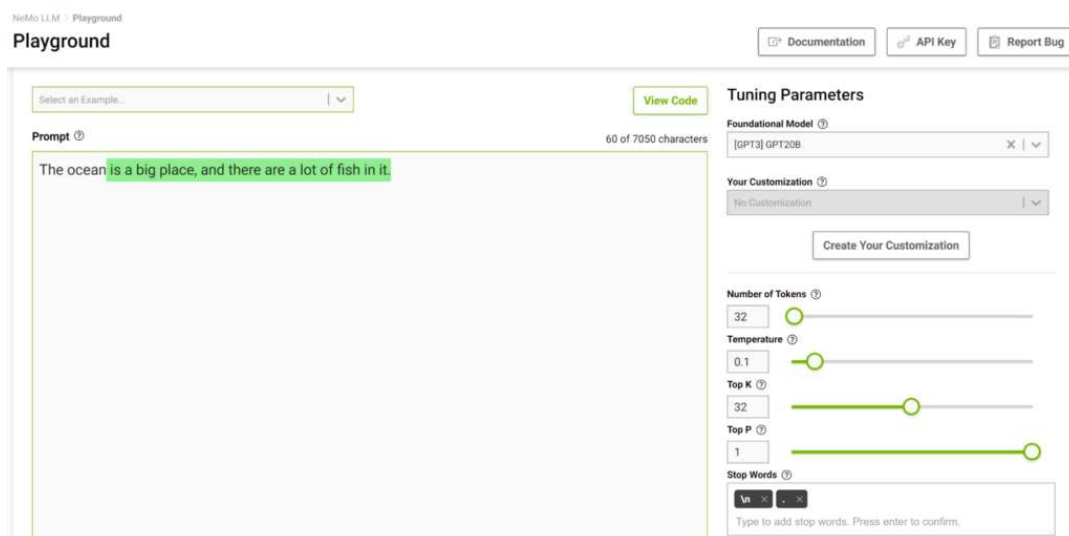 NeMo LLM > Playground
Playground
Documentation
API Key
Report Bug
Select an Example...
View Code
Prompt
60 of 7050 characters
The ocean is a big place, and there are a lot of fish in it.
Tuning Parameters
Foundational Model
[GPT3] GPT20B
Your Customization
No Customization
Create Your Customization
Number of Tokens
32
Temperature
0.1
Top K
32
Top P
1
Stop Words
\n × . ×
Type to add stop words. Press enter to confirm.